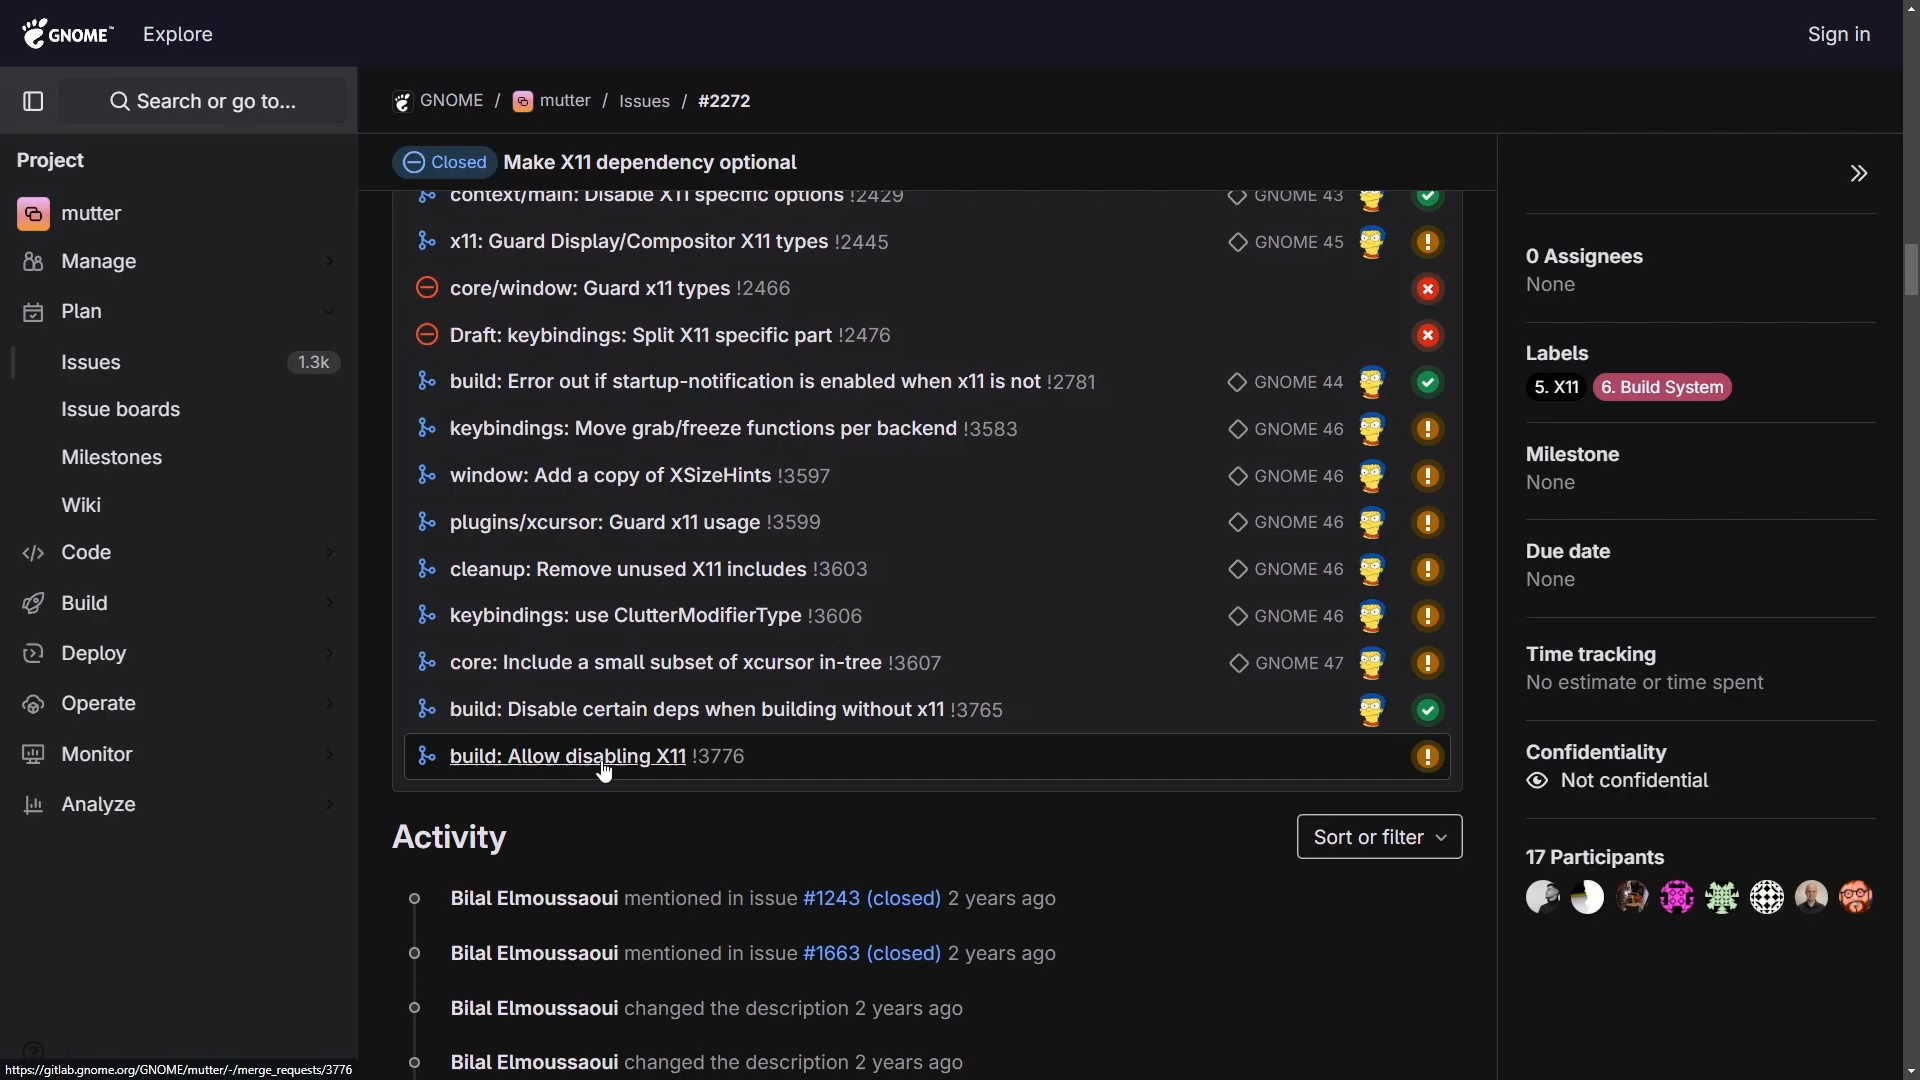 GNOME™ Explore Sign in
Search or go to...
GNOME / mutter / Issues / #2272
Project
Closed Make X11 dependency optional
context/main: Disable X11 specific options !2429 GNOME 43
mutter
x11: Guard Display/Compositor X11 types !2445 GNOME 45
0 Assignees
None
Manage
core/window: Guard x11 types !2466
Plan
Draft: keybindings: Split X11 specific part !2476
Labels
5. X11 6. Build System
Issues 1.3k
build: Error out if startup-notification is enabled when x11 is not !2781 GNOME 44
Issue boards
keybindings: Move grab/freeze functions per backend !3583 GNOME 46
Milestone
None
Milestones
window: Add a copy of XSizeHints !3597 GNOME 46
Wiki
plugins/xcursor: Guard x11 usage !3599 GNOME 46
Due date
None
Code
cleanup: Remove unused X11 includes !3603 GNOME 46
Build
keybindings: use ClutterModifierType !3606 GNOME 46
Deploy
core: Include a small subset of xcursor in-tree !3607 GNOME 47
Time tracking
No estimate or time spent
Operate
build: Disable certain deps when building without x11 !3765
Monitor
build: Allow disabling X11 !3776
Confidentiality
Not confidential
Analyze
Activity Sort or filter
17 Participants
Bilal Elmoussaoui mentioned in issue #1243 (closed) 2 years ago
Bilal Elmoussaoui mentioned in issue #1663 (closed) 2 years ago
Bilal Elmoussaoui changed the description 2 years ago
Bilal Elmoussaoui changed the description 2 years ago
https://gitlab.gnome.org/GNOME/mutter/-/merge_requests/3776